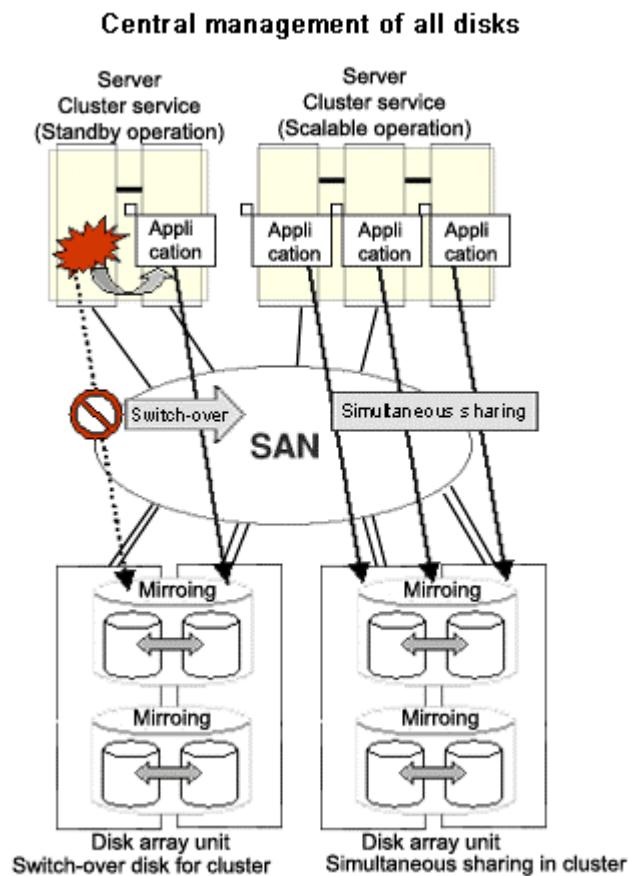 Central management of all disks
Server
Cluster service
(Standby operation)
Server
Cluster service
(Scalable operation)
Appli
cation
Appli
cation
Appli
cation
Appli
cation
Switch-over
Simultaneous sharing
SAN
Mirroing
Mirroing
Mirroing
Mirroing
Disk array unit
Switch-over disk for cluster
Disk array unit
Simultaneous sharing in cluster